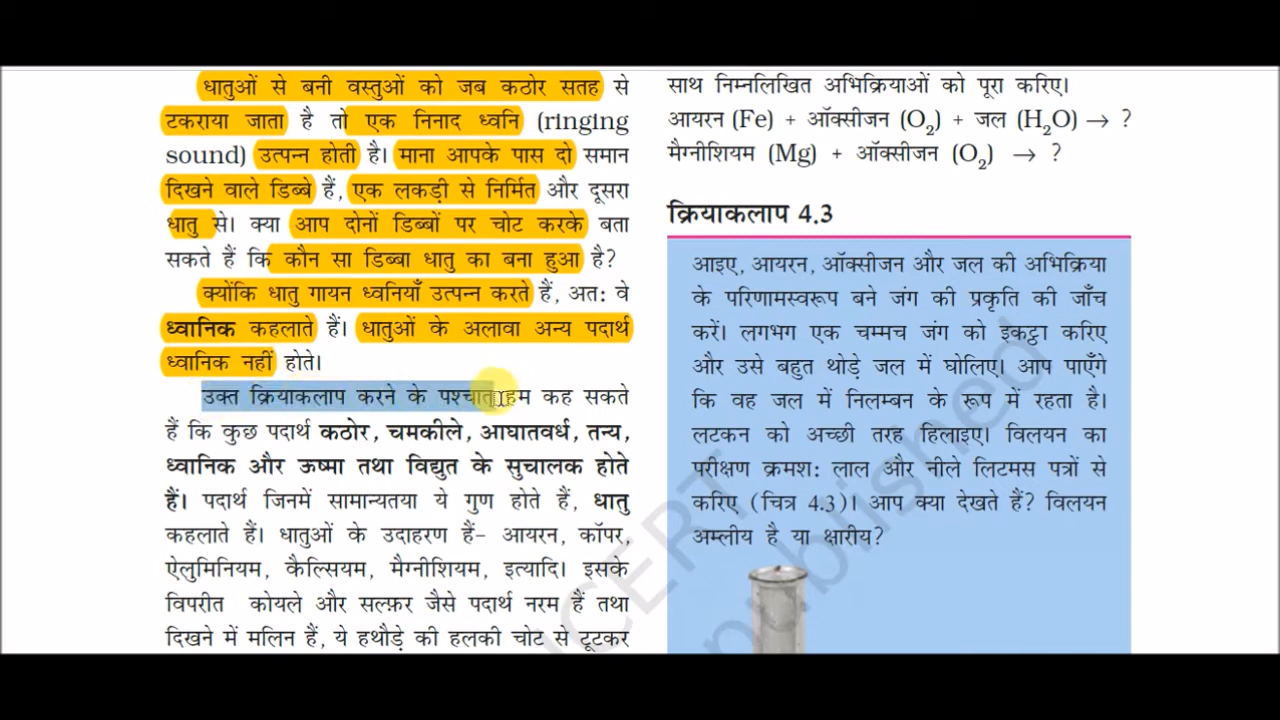 धातुओं से बनी वस्तुओं को जब कठोर सतह से
टकराया जाता है तो एक निनाद ध्वनि (ringing
sound) उत्पन्न होती है। माना आपके पास दो समान
दिखने वाले डिब्बे हैं, एक लकड़ी से निर्मित और दूसरा
धातु से। क्या आप दोनों डिब्बों पर चोट करके बता
सकते हैं कि कौन सा डिब्बा धातु का बना हुआ है?
क्योंकि धातु गायन ध्वनियाँ उत्पन्न करते हैं, अत: वे
ध्वानिक कहलाते हैं। धातुओं के अलावा अन्य पदार्थ
ध्वानिक नहीं होते।
उक्त क्रियाकलाप करने के पश्चात् हम कह सकते
हैं कि कुछ पदार्थ कठोर, चमकीले, आघातवर्ध, तन्य,
ध्वानिक और ऊष्मा तथा विद्युत के सुचालक होते
हैं। पदार्थ जिनमें सामान्यतया ये गुण होते हैं, धातु
कहलाते हैं। धातुओं के उदाहरण हैं– आयरन, कॉपर,
ऐलुमिनियम, कैल्सियम, मैग्नीशियम, इत्यादि। इसके
विपरीत कोयले और सल्फ़र जैसे पदार्थ नरम हैं तथा
दिखने में मलिन हैं, ये हथौड़े की हलकी चोट से टूटकर
साथ निम्नलिखित अभिक्रियाओं को पूरा करिए।
आयरन (Fe) + ऑक्सीजन (O₂) + जल (H₂O) → ?
मैग्नीशियम (Mg) + ऑक्सीजन (O₂) → ?
क्रियाकलाप 4.3
आइए, आयरन, ऑक्सीजन और जल की अभिक्रिया
के परिणामस्वरूप बने जंग की प्रकृति की जाँच
करें। लगभग एक चम्मच जंग को इकट्ठा करिए
और उसे बहुत थोड़े जल में घोलिए। आप पाएँगे
कि वह जल में निलम्बन के रूप में रहता है।
लटकन को अच्छी तरह हिलाइए। विलयन का
परीक्षण क्रमश: लाल और नीले लिटमस पत्रों से
करिए (चित्र 4.3)। आप क्या देखते हैं? विलयन
अम्लीय है या क्षारीय?
NCERT
published